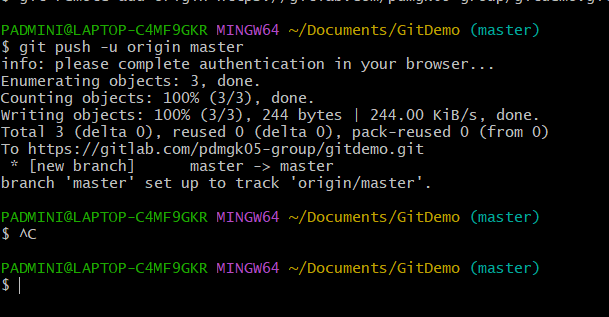 PADMINI@LAPTOP-C4MF9GKR MINGW64 ~/Documents/GitDemo (master)
$ git push -u origin master
info: please complete authentication in your browser...
Enumerating objects: 3, done.
Counting objects: 100% (3/3), done.
Writing objects: 100% (3/3), 244 bytes | 244.00 KiB/s, done.
Total 3 (delta 0), reused 0 (delta 0), pack-reused 0 (from 0)
To https://gitlab.com/pdmgk05-group/gitdemo.git
 * [new branch]      master -> master
branch 'master' set up to track 'origin/master'.
PADMINI@LAPTOP-C4MF9GKR MINGW64 ~/Documents/GitDemo (master)
$ ^C
PADMINI@LAPTOP-C4MF9GKR MINGW64 ~/Documents/GitDemo (master)
$